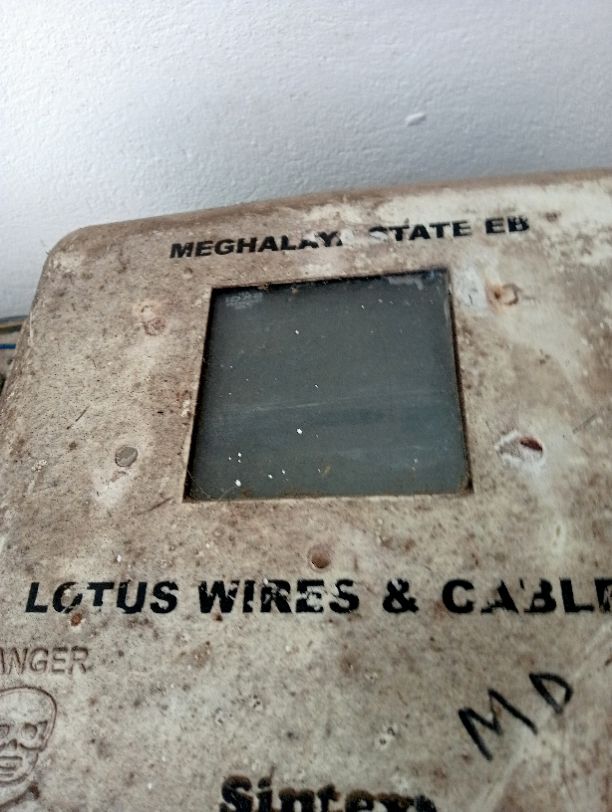 MEGHALAYA STATE EB
LOTUS WIRES & CABLE
ANGER
MD
Sintex